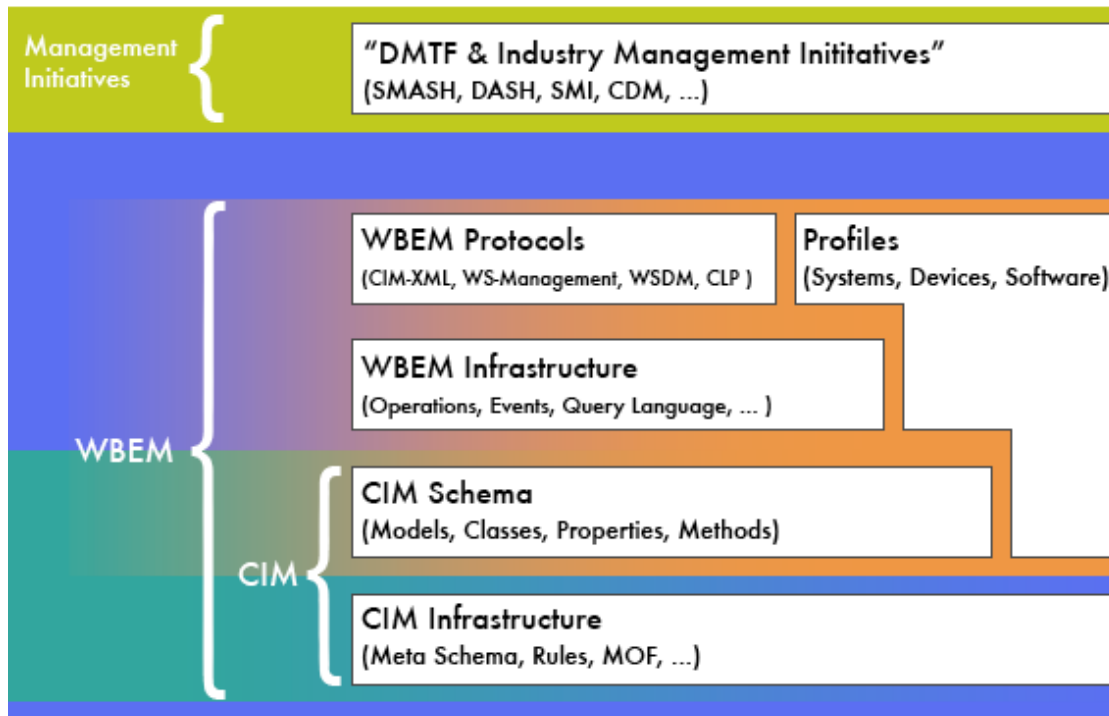 Management
Initiatives
“DMTF & Industry Management Inititatives”
(SMASH, DASH, SMI, CDM, ...)
WBEM
WBEM Protocols
(CIM-XML, WS-Management, WSDM, CLP )
Profiles
(Systems, Devices, Software)
WBEM Infrastructure
(Operations, Events, Query Language, ... )
CIM
CIM Schema
(Models, Classes, Properties, Methods)
CIM Infrastructure
(Meta Schema, Rules, MOF, ...)